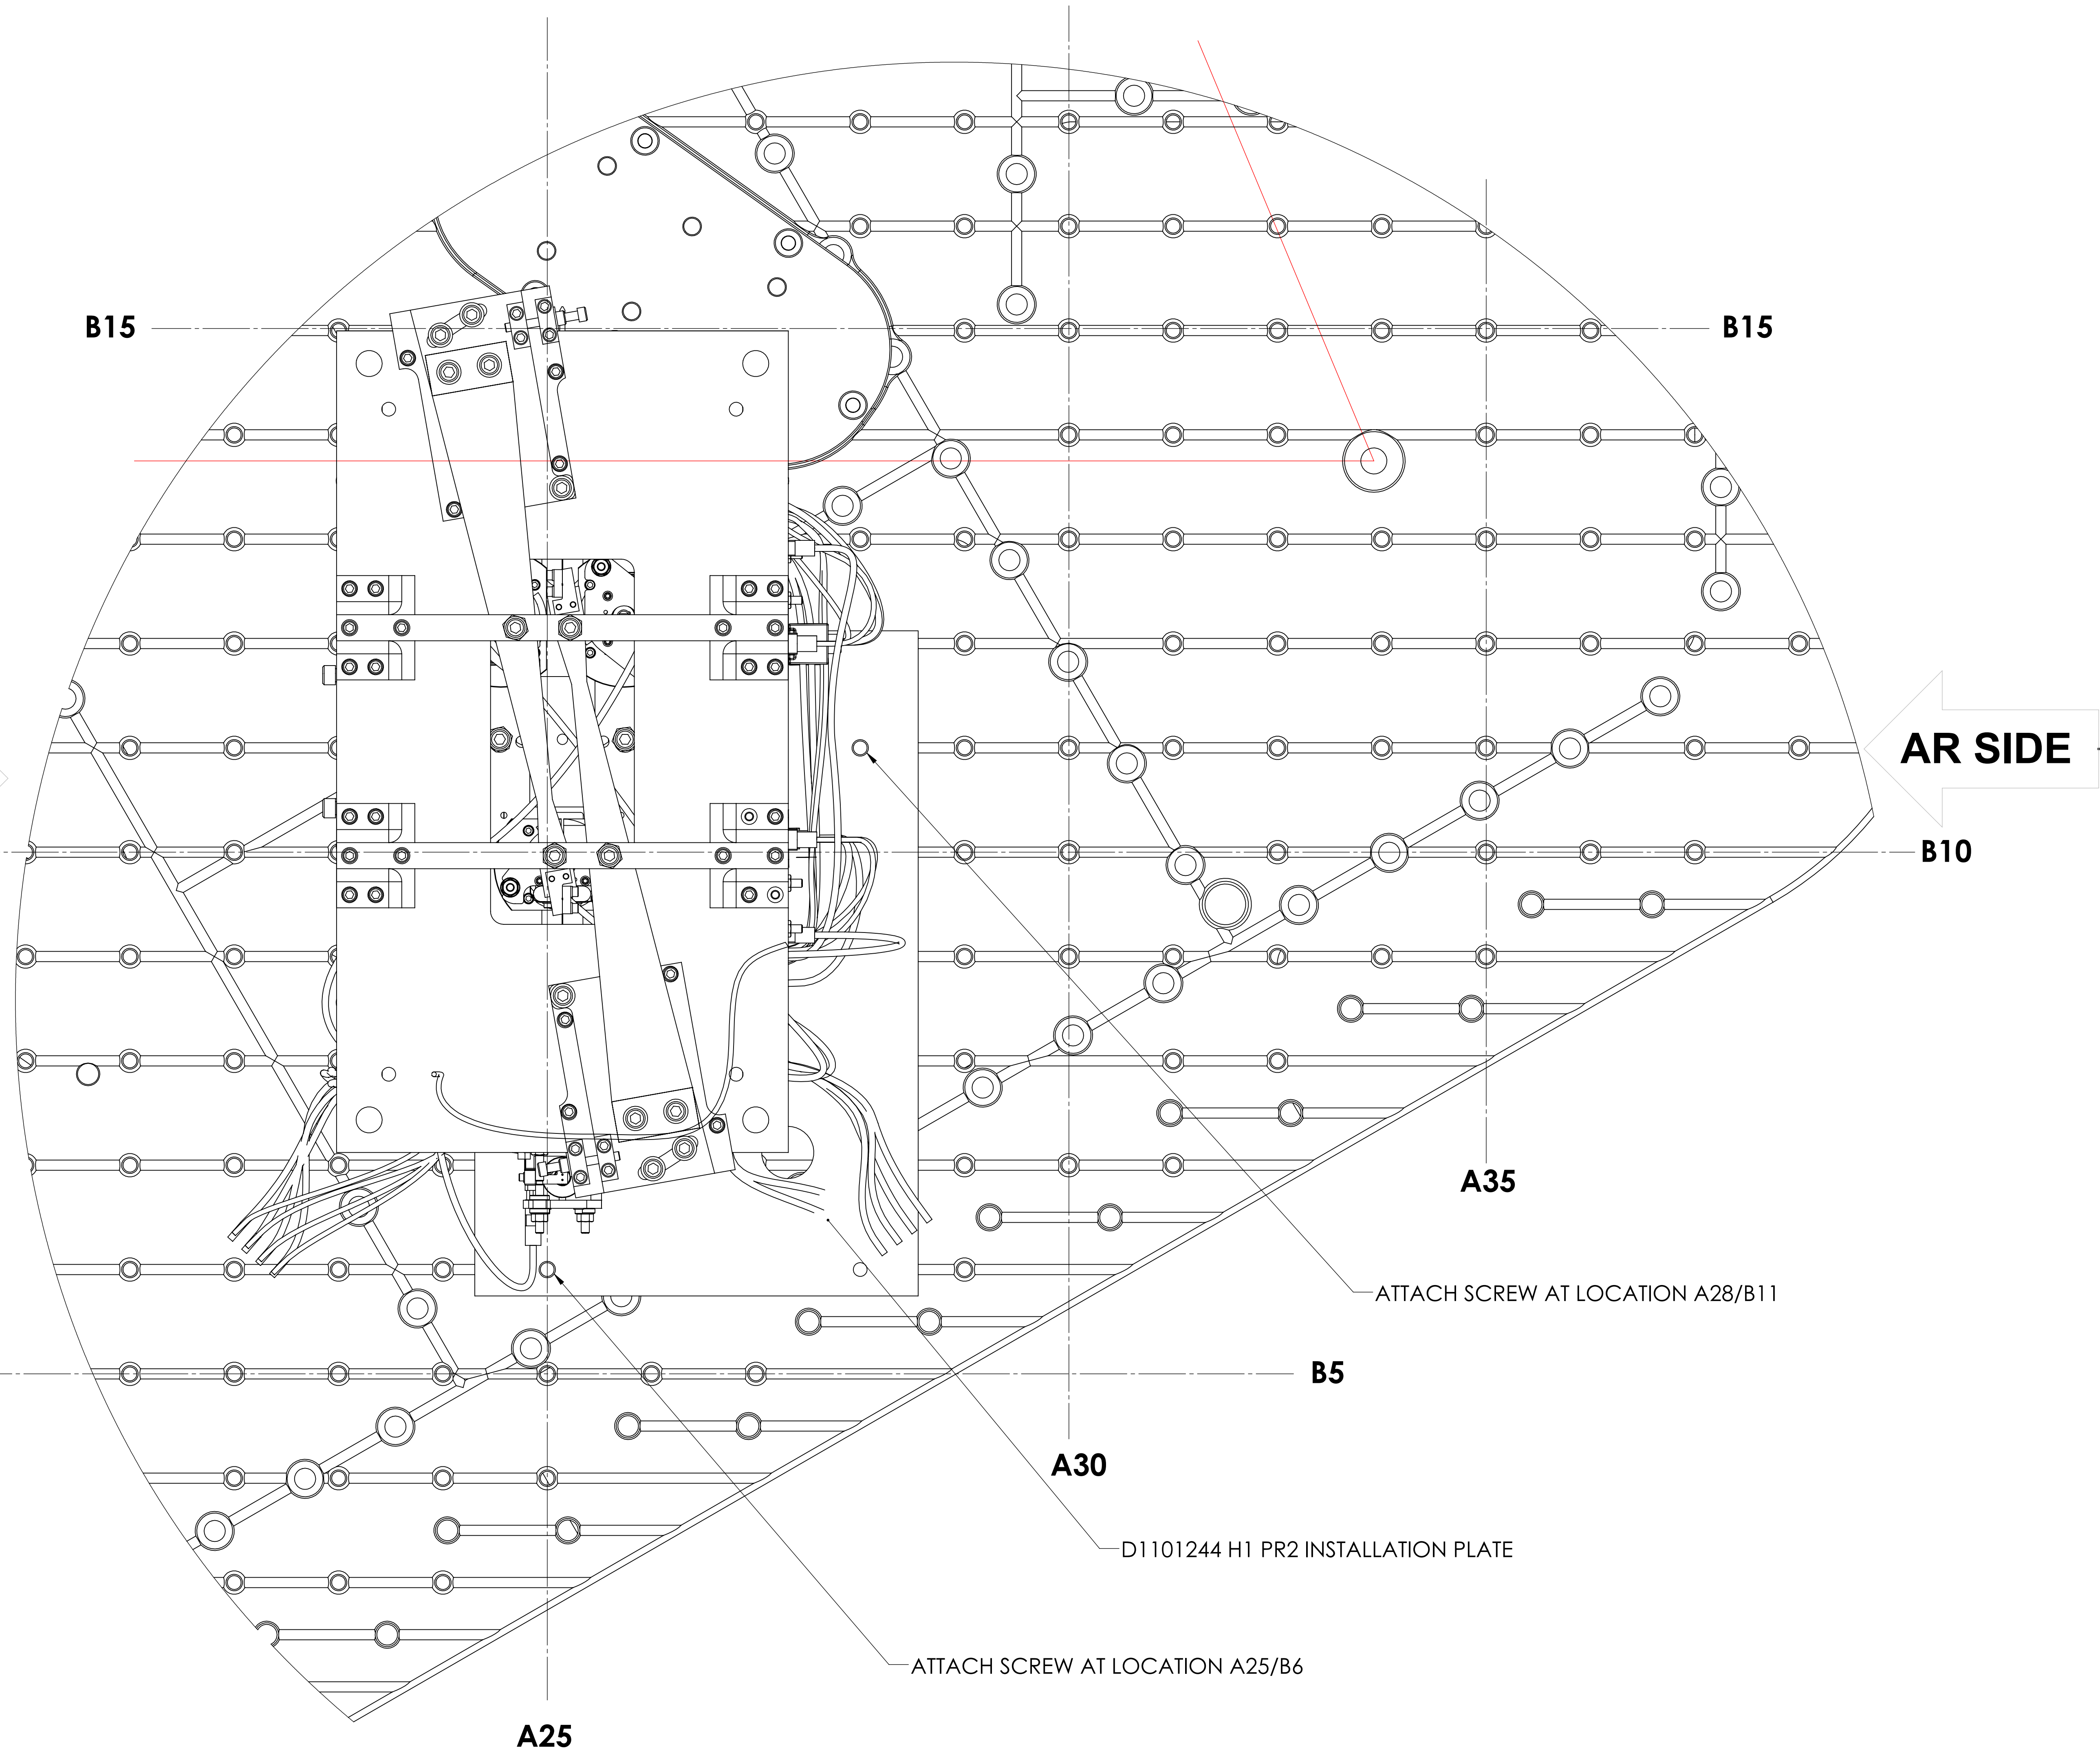 B15
B15
AR SIDE
B10
A35
ATTACH SCREW AT LOCATION A28/B11
B5
A30
D1101244 H1 PR2 INSTALLATION PLATE
ATTACH SCREW AT LOCATION A25/B6
A25